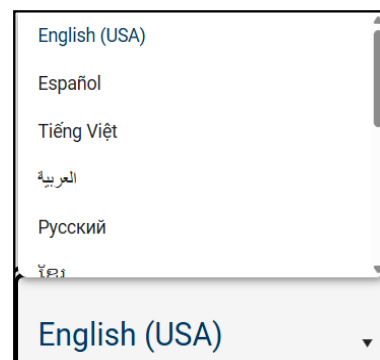 English (USA)
Español
Tiếng Việt
العربية
Русский
English (USA)